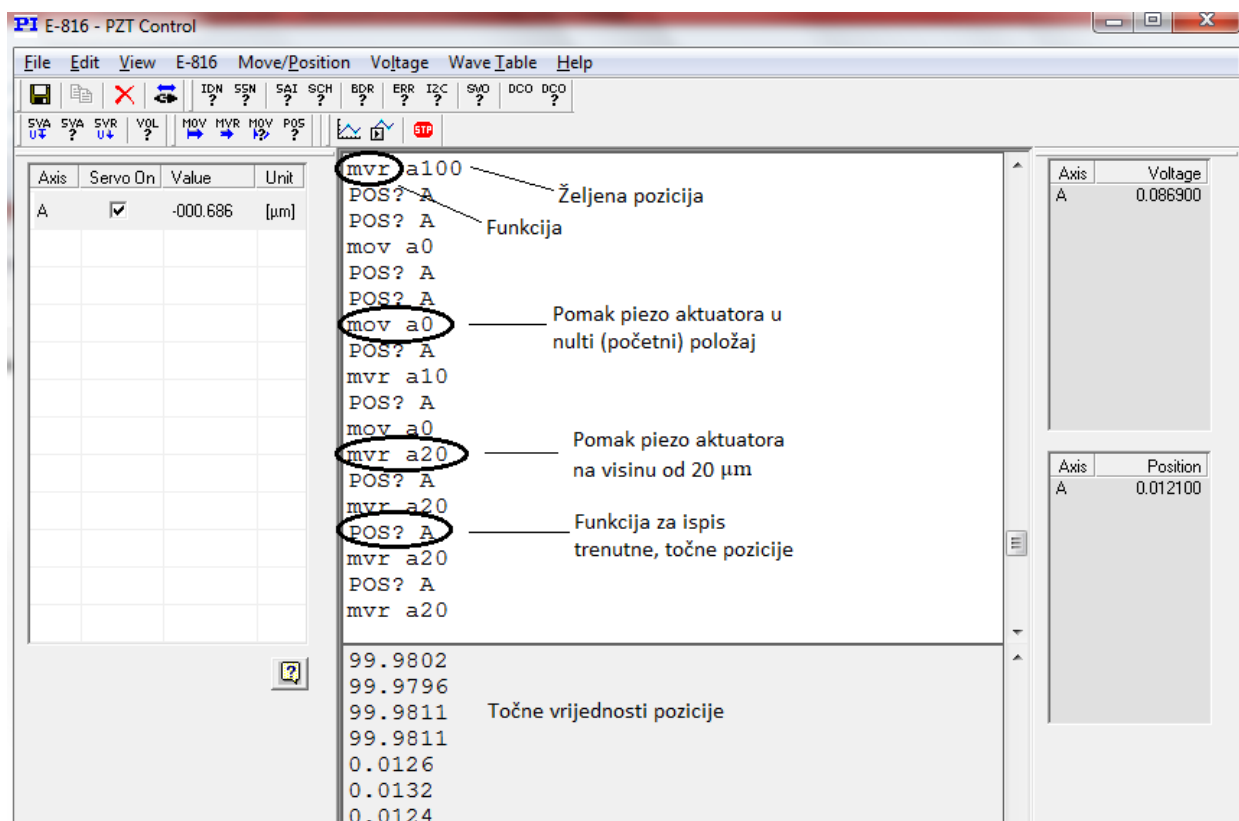 PI E-816 - PZT Control
File Edit View E-816 Move/Position Voltage Wave Table Help
IDN ? SSN ? SAI ? SCH ? BDR ? ERR ? I2C ? SVO ? DCO DCO ?
SVA SVA ? SVR VOL ? MOV MVR MOV ? POS ? STP
Axis Servo On Value Unit
A -000.686 [µm]
mvr a100
Željena pozicija
POS? A
Funkcija
POS? A
mov a0
POS? A
POS? A
mov a0
Pomak piezo aktuatora u
nulti (početni) položaj
POS? A
mvr a10
POS? A
mov a0
mvr a20
Pomak piezo aktuatora
na visinu od 20 µm
POS? A
mvr a20
POS? A
Funkcija za ispis
trenutne, točne pozicije
mvr a20
POS? A
mvr a20
99.9802
99.9796
99.9811
Točne vrijednosti pozicije
99.9811
0.0126
0.0132
0.0124
Axis Voltage
A 0.086900
Axis Position
A 0.012100